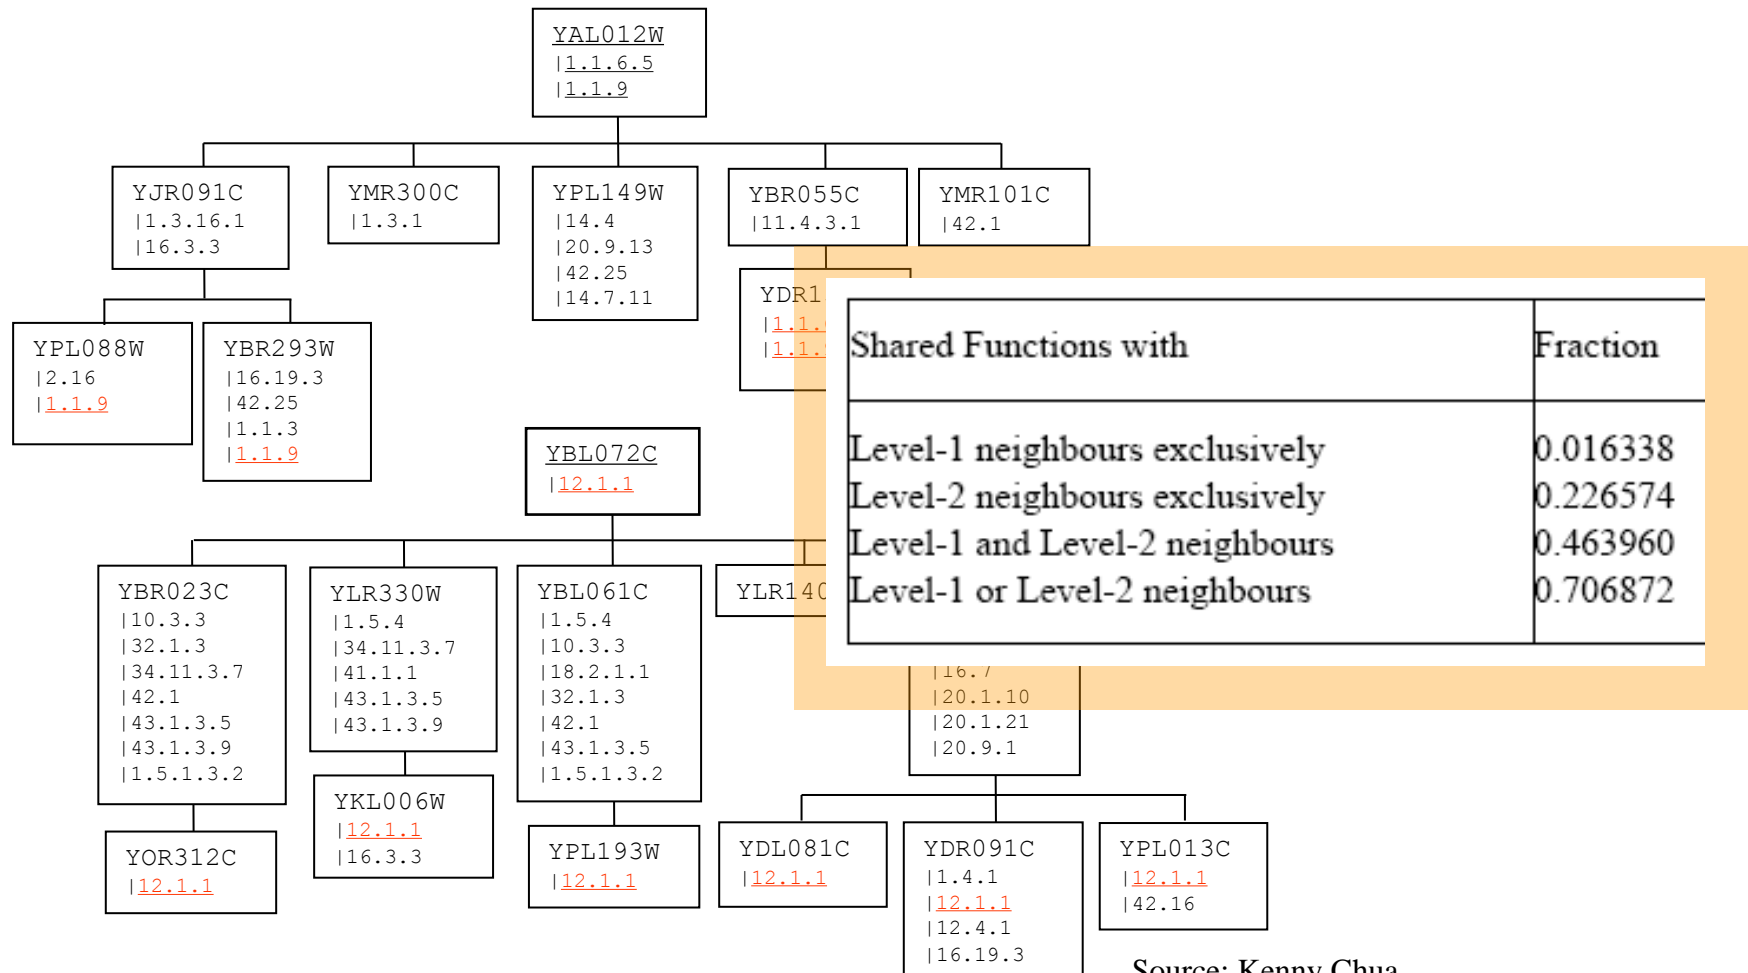 YAL012W
|1.1.6.5
|1.1.9
YJR091C
|1.3.16.1
|16.3.3
YMR300C
|1.3.1
YPL149W
|14.4
|20.9.13
|42.25
|14.7.11
YBR055C
|11.4.3.1
YMR101C
|42.1
YPL088W
|2.16
|1.1.9
YBR293W
|16.19.3
|42.25
|1.1.3
|1.1.9
YDR1
|1.1.
|1.1.
Shared Functions with Fraction
Level-1 neighbours exclusively 0.016338
Level-2 neighbours exclusively 0.226574
Level-1 and Level-2 neighbours 0.463960
Level-1 or Level-2 neighbours 0.706872
YBL072C
|12.1.1
YBR023C
|10.3.3
|32.1.3
|34.11.3.7
|42.1
|43.1.3.5
|43.1.3.9
|1.5.1.3.2
YLR330W
|1.5.4
|34.11.3.7
|41.1.1
|43.1.3.5
|43.1.3.9
YBL061C
|1.5.4
|10.3.3
|18.2.1.1
|32.1.3
|42.1
|43.1.3.5
|1.5.1.3.2
YLR140
|16.7
|20.1.10
|20.1.21
|20.9.1
YOR312C
|12.1.1
YKL006W
|12.1.1
|16.3.3
YPL193W
|12.1.1
YDL081C
|12.1.1
YDR091C
|1.4.1
|12.1.1
|12.4.1
|16.19.3
YPL013C
|12.1.1
|42.16
Source: Kenny Chua